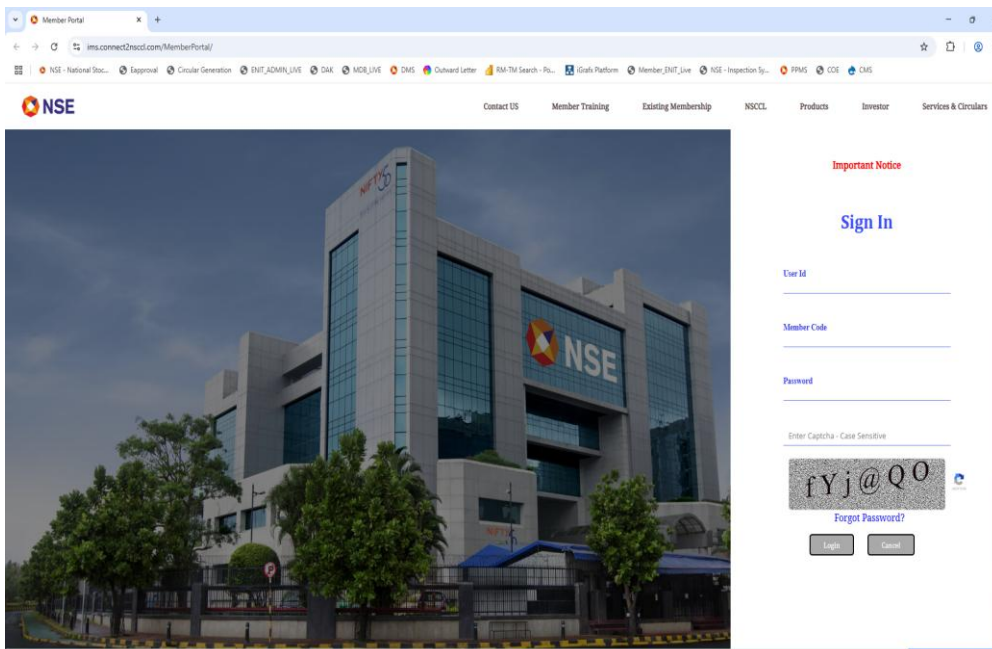 Member Portal
ims.connect2nsccl.com/MemberPortal/
NSE - National Stoc... Eapproval Circular Generation ENIT_ADMIN_LIVE DAK MDB_LIVE DMS Outward Letter RM-TM Search - Po... iGrafx Platform Member_ENIT_Live NSE - Inspection Sy... PPMS COE CMS
NSE Contact US Member Training Existing Membership NSCCL Products Investor Services & Circulars
Important Notice
NIFTY50
Sign In
User Id
NSE
Member Code
Password
Enter Captcha - Case Sensitive
fYj@QO
Forgot Password?
NIFTY
Login Cancel